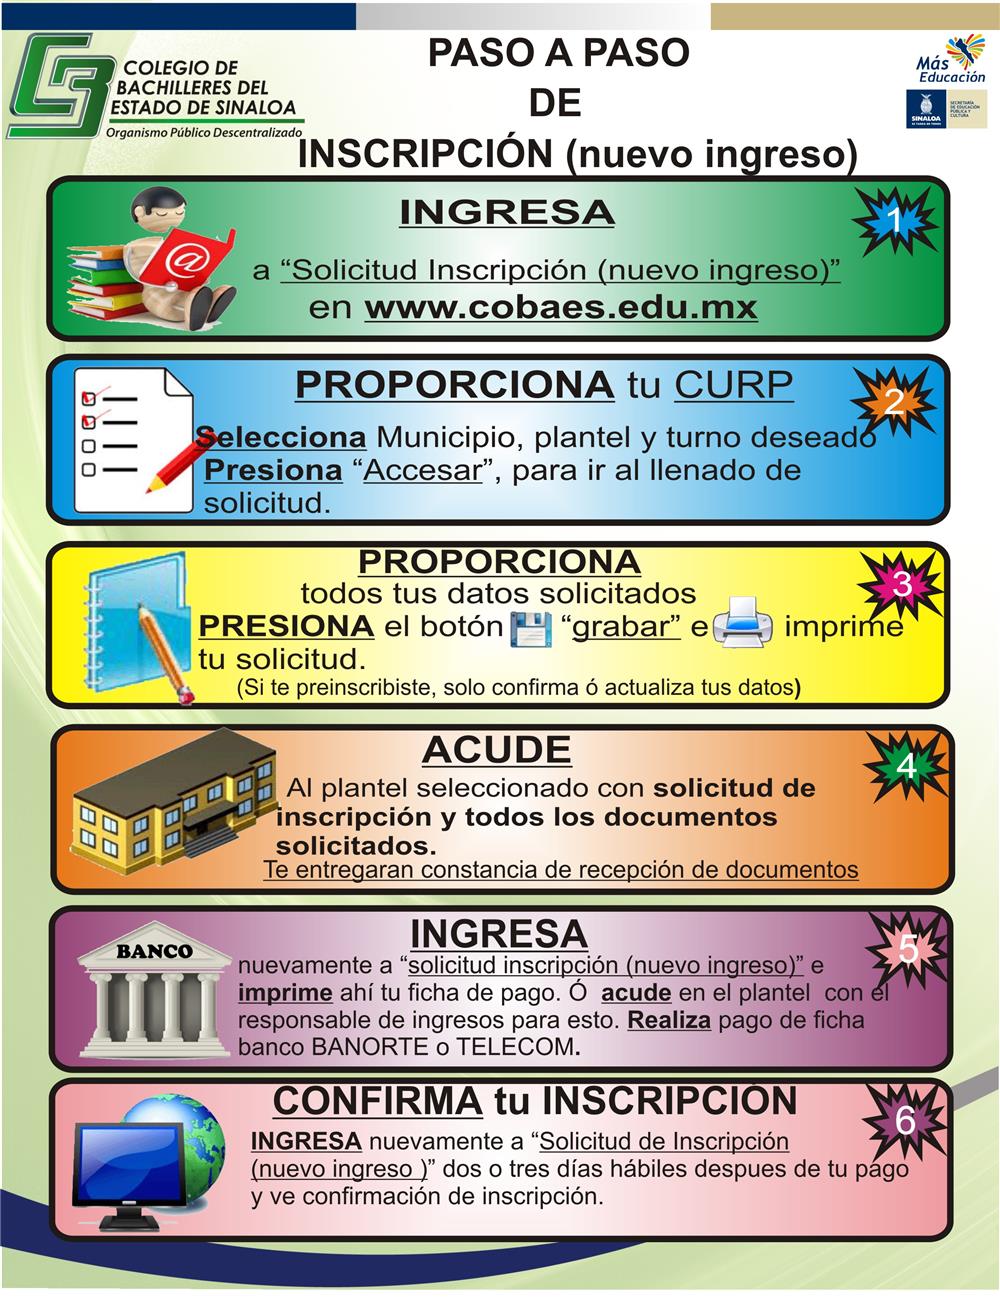 COLEGIO DE
BACHILLERES DEL
ESTADO DE SINALOA
Organismo Público Descentralizado
PASO A PASO
DE
INSCRIPCIÓN (nuevo ingreso)
Más
Educación
SINALOA
ES TAREA DE TODOS
SECRETARÍA
DE EDUCACIÓN
PÚBLICA Y
CULTURA
1
INGRESA
@
a “Solicitud Inscripción (nuevo ingreso)”
en www.cobaes.edu.mx
2
PROPORCIONA tu CURP
Selecciona Municipio, plantel y turno deseado
Presiona “Accesar”, para ir al llenado de
solicitud.
3
PROPORCIONA
todos tus datos solicitados
PRESIONA el botón “grabar” e imprime
tu solicitud.
(Si te preinscribiste, solo confirma ó actualiza tus datos)
4
ACUDE
Al plantel seleccionado con solicitud de
inscripción y todos los documentos
solicitados.
Te entregaran constancia de recepción de documentos
5
INGRESA
BANCO
nuevamente a “solicitud inscripción (nuevo ingreso)” e
imprime ahí tu ficha de pago. Ó acude en el plantel con el
responsable de ingresos para esto. Realiza pago de ficha
banco BANORTE o TELECOM.
6
CONFIRMA tu INSCRIPCIÓN
INGRESA nuevamente a “Solicitud de Inscripción
(nuevo ingreso )” dos o tres días hábiles despues de tu pago
y ve confirmación de inscripción.